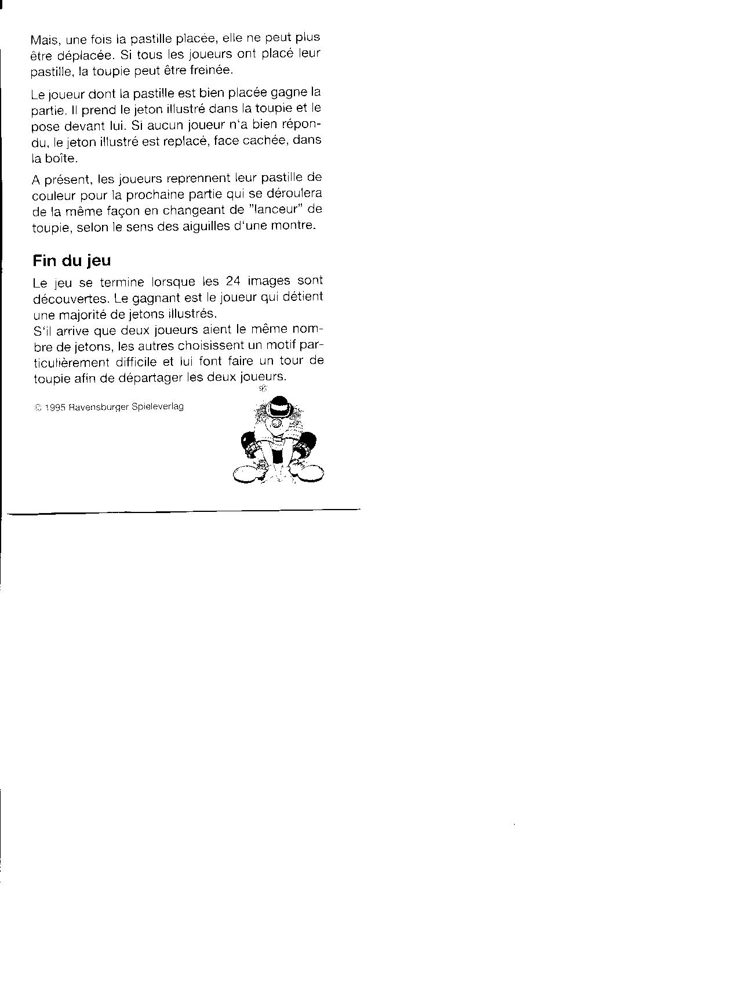 Mais, une fois la pastille placée, elle ne peut plus
être déplacée. Si tous les joueurs ont placé leur
pastille, la toupie peut être freinée.
Le joueur dont la pastille est bien placée gagne la
partie. Il prend le jeton illustré dans la toupie et le
pose devant lui. Si aucun joueur n'a bien répon-
du, le jeton illustré est replacé, face cachée, dans
la boîte.
A présent, les joueurs reprennent leur pastille de
couleur pour la prochaine partie qui se déroulera
de la même façon en changeant de "lanceur" de
toupie, selon le sens des aiguilles d'une montre.
Fin du jeu
Le jeu se termine lorsque les 24 images sont
découvertes. Le gagnant est le joueur qui détient
une majorité de jetons illustrés.
S'il arrive que deux joueurs aient le même nom-
bre de jetons, les autres choisissent un motif par-
ticulièrement difficile et lui font faire un tour de
toupie afin de départager les deux joueurs.
© 1995 Ravensburger Spieleverlag